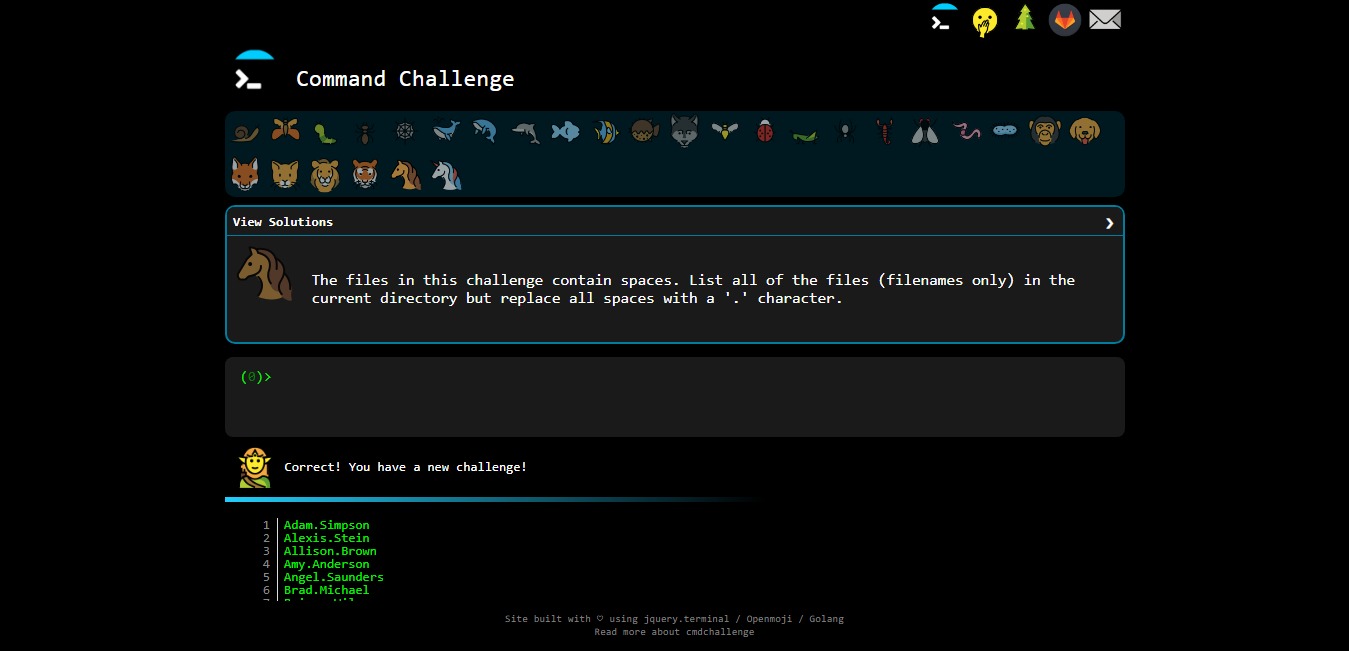 Command Challenge
View Solutions
The files in this challenge contain spaces. List all of the files (filenames only) in the
current directory but replace all spaces with a '.' character.
(0)>
Correct! You have a new challenge!
1 Adam.Simpson
2 Alexis.Stein
3 Allison.Brown
4 Amy.Anderson
5 Angel.Saunders
6 Brad.Michael
Site built with ♡ using jquery.terminal / Openmoji / Golang
Read more about cmdchallenge